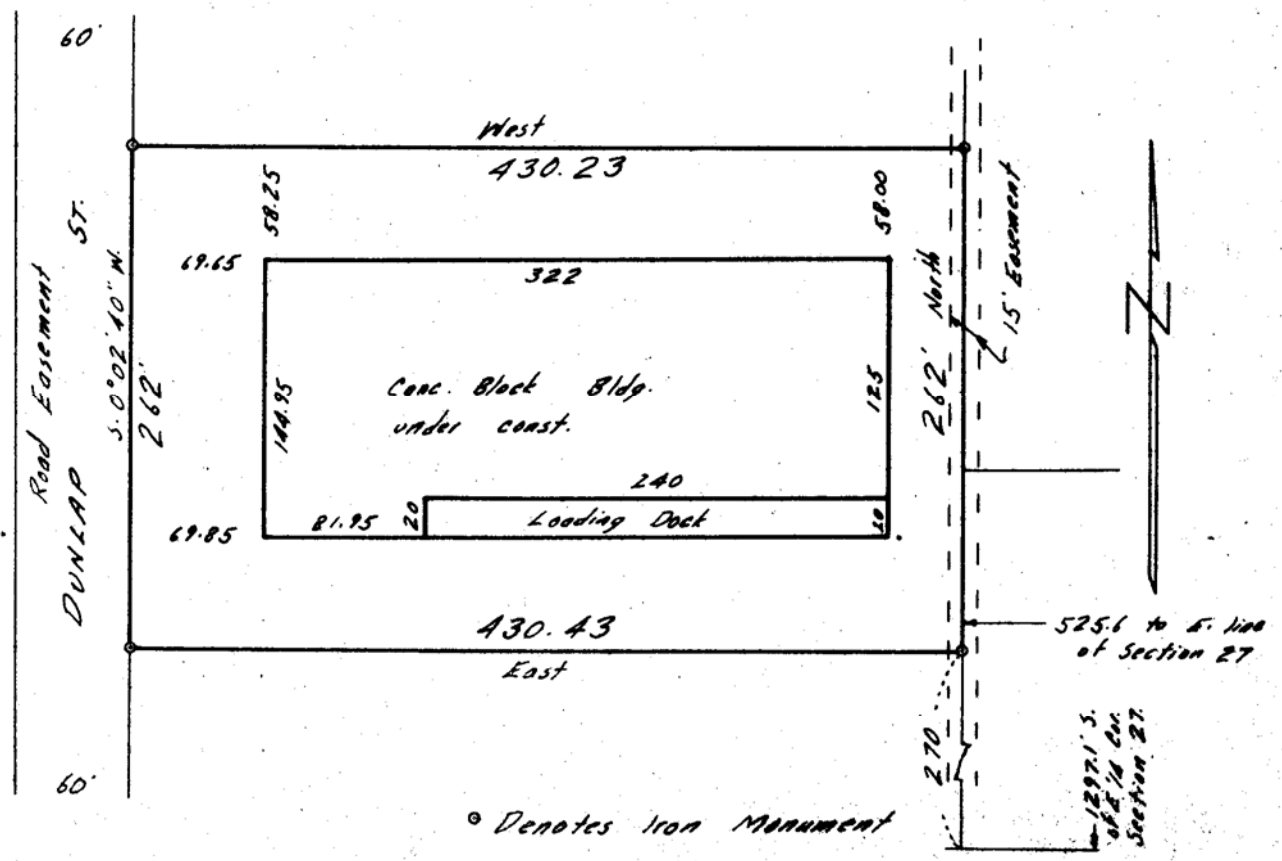 60'
West
430.23
58.25
58.00
Road Easement
DUNLAP ST.
S. 0°02'40" W.
262'
69.65
322
262' North
15' Easement
N
144.95
Conc. Block Bldg.
under const.
125
240
81.95
20
Loading Dock
20
69.85
430.43
East
525.6 to E. line
of Section 27
270
1297.1' S.
of E 1/4 Cor.
Section 27.
60'
Denotes Iron Monument